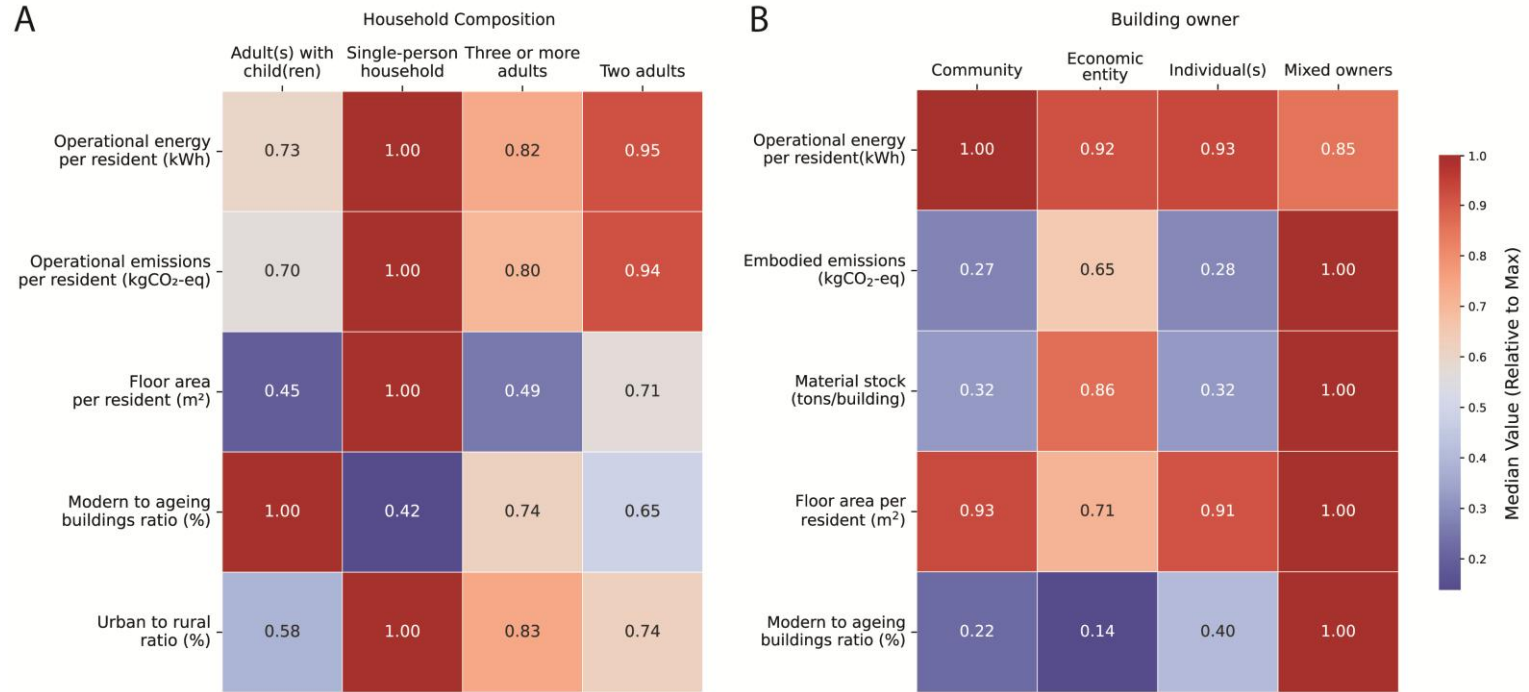 A
Household Composition
Adult(s) with
child(ren)
Single-person
household
Three or more
adults
Two adults
Operational energy
per resident (kWh)
0.73
1.00
0.82
0.95
Operational emissions
per resident (kgCO₂-eq)
0.70
1.00
0.80
0.94
Floor area
per resident (m²)
0.45
1.00
0.49
0.71
Modern to ageing
buildings ratio (%)
1.00
0.42
0.74
0.65
Urban to rural
ratio (%)
0.58
1.00
0.83
0.74
B
Building owner
Community
Economic
entity
Individual(s)
Mixed owners
Operational energy
per resident(kWh)
1.00
0.92
0.93
0.85
Embodied emissions
(kgCO₂-eq)
0.27
0.65
0.28
1.00
Material stock
(tons/building)
0.32
0.86
0.32
1.00
Floor area per
resident (m²)
0.93
0.71
0.91
1.00
Modern to ageing
buildings ratio (%)
0.22
0.14
0.40
1.00
1.0
0.9
0.8
0.7
0.6
0.5
0.4
0.3
0.2
Median Value (Relative to Max)